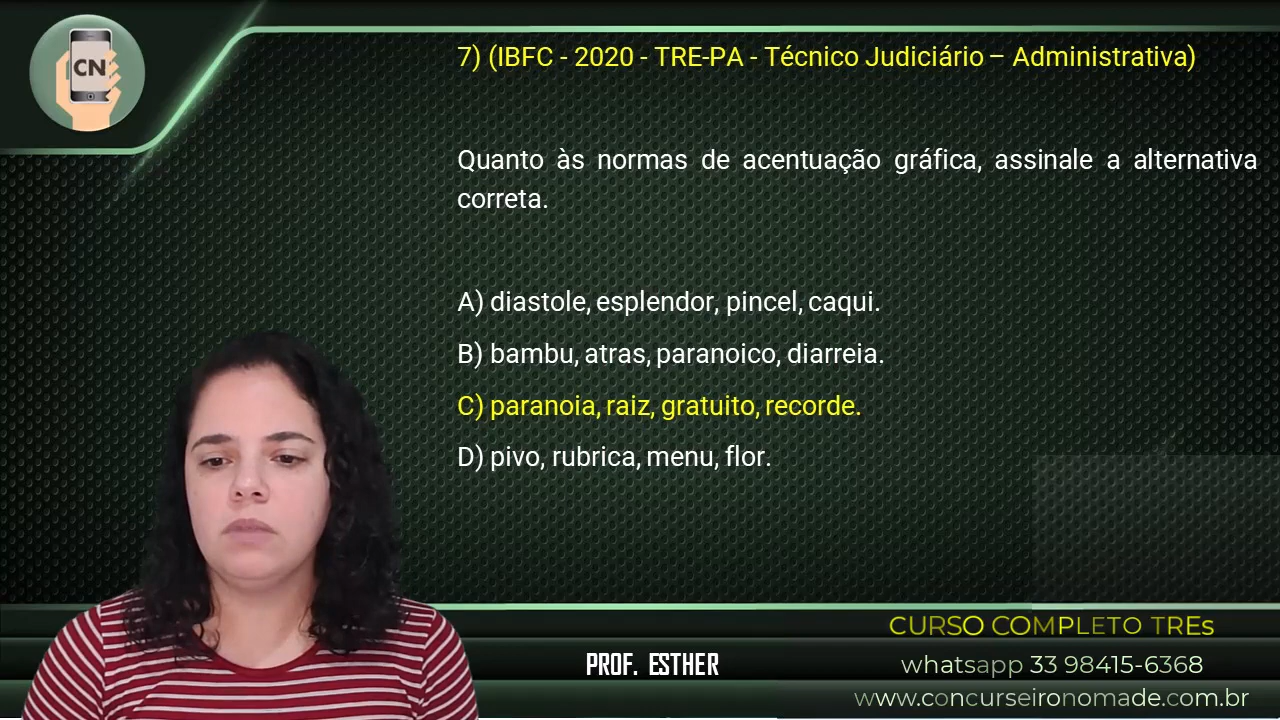 CN
7) (IBFC - 2020 - TRE-PA - Técnico Judiciário – Administrativa)
Quanto às normas de acentuação gráfica, assinale a alternativa
correta.
A) diastole, esplendor, pincel, caqui.
B) bambu, atras, paranoico, diarreia.
C) paranoia, raiz, gratuito, recorde.
D) pivo, rubrica, menu, flor.
CURSO COMPLETO TREs
PROF. ESTHER
whatsapp 33 98415-6368
www.concurseironomade.com.br